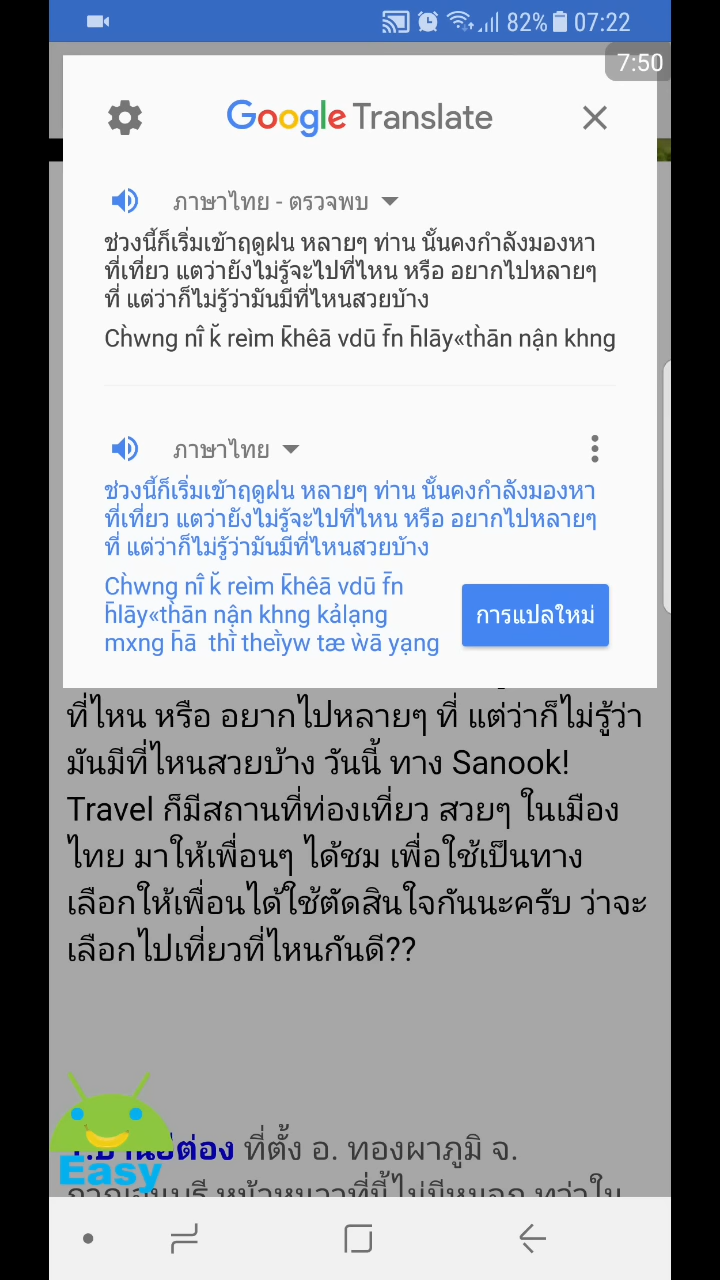 82% 07:22
7:50
Google Translate
ภาษาไทย - ตรวจพบ
ช่วงนี้ก็เริ่มเข้าฤดูฝน หลายๆ ท่าน นั้นคงกำลังมองหา
ที่เที่ยว แตว่ายังไม่รู้จะไปที่ไหน หรือ อยากไปหลายๆ
ที่ แต่ว่าก็ไม่รู้ว่ามันมีที่ไหนสวยบ้าง
Ch̀wng nī̂ k̆ reìm k̄hêā vdū f̄n h̄lāy«th̀ān nận khng
ภาษาไทย
ช่วงนี้ก็เริ่มเข้าฤดูฝน หลายๆ ท่าน นั้นคงกำลังมองหา
ที่เที่ยว แตว่ายังไม่รู้จะไปที่ไหน หรือ อยากไปหลายๆ
ที่ แต่ว่าก็ไม่รู้ว่ามันมีที่ไหนสวยบ้าง
Ch̀wng nī̂ k̆ reìm k̄hêā vdū f̄n
h̄lāy«th̀ān nận khng kảlạng
mxng h̄ā thī̀ theī̀yw tæ ẁā yạng
การแปลใหม่
ที่ไหน หรือ อยากไปหลายๆ ที่ แต่ว่าก็ไม่รู้ว่า
มันมีที่ไหนสวยบ้าง วันนี้ ทาง Sanook!
Travel ก็มีสถานที่ท่องเที่ยว สวยๆ ในเมือง
ไทย มาให้เพื่อนๆ ได้ชม เพื่อใช้เป็นทาง
เลือกให้เพื่อนได้ใช้ตัดสินใจกันนะครับ ว่าจะ
เลือกไปเที่ยวที่ไหนกันดี??
ที่ตั้ง อ. ทองผาภูมิ จ.
Easy